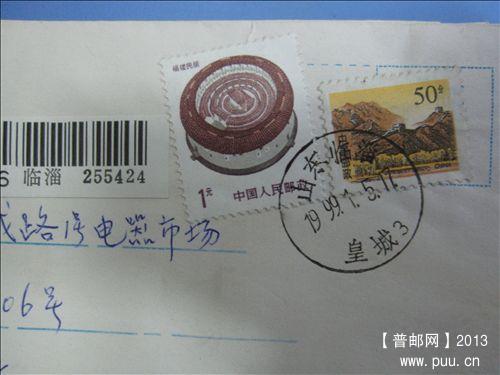 福建民居
1元
中国人民邮政
50分
中国邮政
CHINA
6 临淄 255424
山东临淄
1999.1.5.17
皇城3
路 电器市场
06号
【普邮网】2013
www.puu.cn